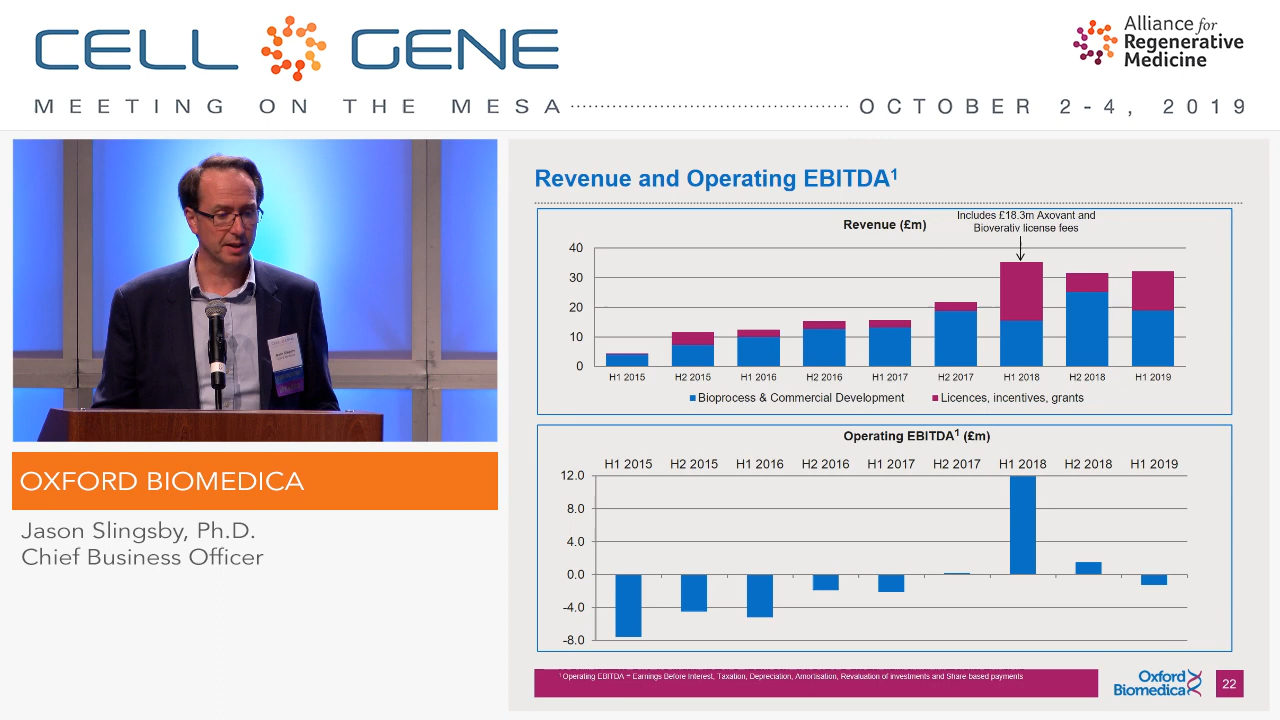 CELL GENE
Alliance for
Regenerative
Medicine
MEETING ON THE MESA OCTOBER 2-4, 2019
OXFORD BIOMEDICA
Jason Slingsby, Ph.D.
Chief Business Officer
Revenue and Operating EBITDA¹
Revenue (£m)
Includes £18.3m Axovant and
Bioverativ license fees
40
30
20
10
0
H1 2015 H2 2015 H1 2016 H2 2016 H1 2017 H2 2017 H1 2018 H2 2018 H1 2019
Bioprocess & Commercial Development Licences, incentives, grants
Operating EBITDA¹ (£m)
H1 2015 H2 2015 H1 2016 H2 2016 H1 2017 H2 2017 H1 2018 H2 2018 H1 2019
12.0
8.0
4.0
0.0
-4.0
-8.0
¹ Operating EBITDA = Earnings Before Interest, Taxation, Depreciation, Amortisation, Revaluation of investments and Share based payments
Oxford
Biomedica
22